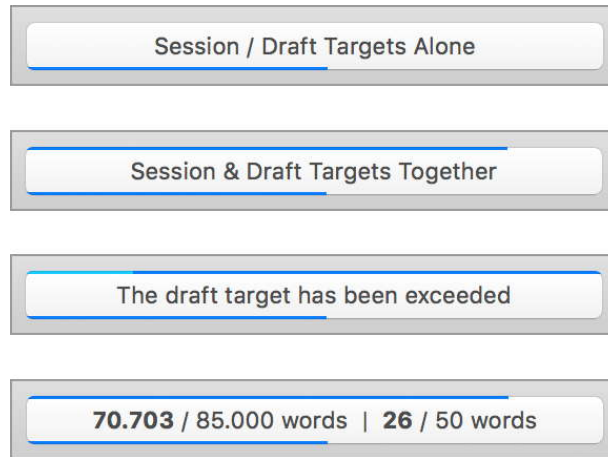 Session / Draft Targets Alone
Session & Draft Targets Together
The draft target has been exceeded
70.703 / 85.000 words | 26 / 50 words